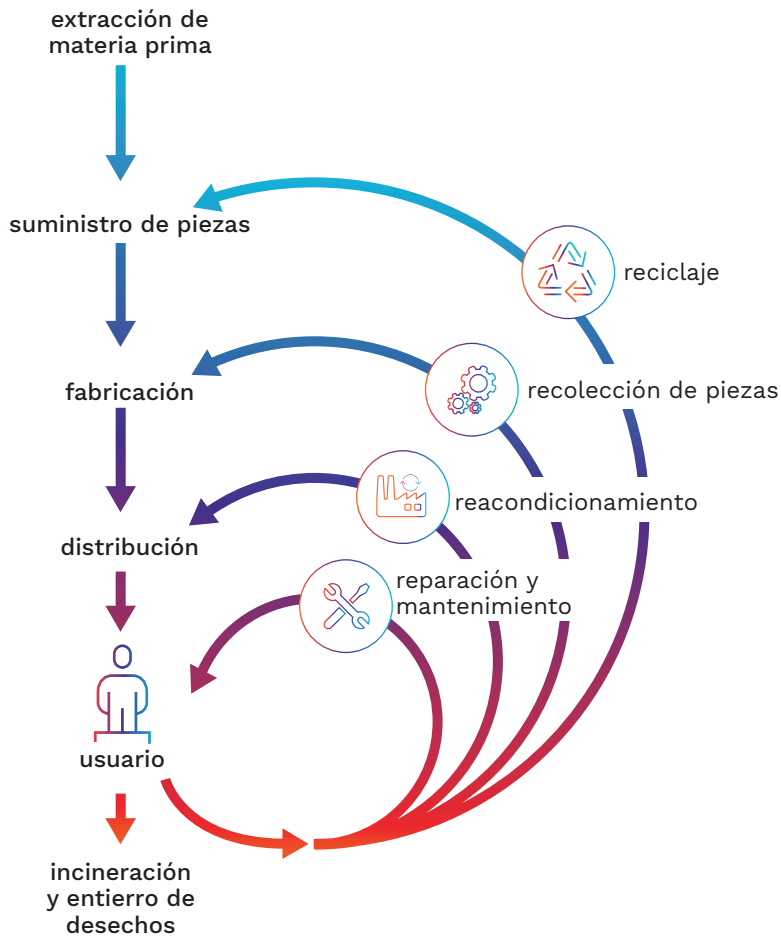 extracción de
materia prima
suministro de piezas
reciclaje
fabricación
recolección de piezas
reacondicionamiento
distribución
reparación y
mantenimiento
usuario
incineración
y entierro de
desechos